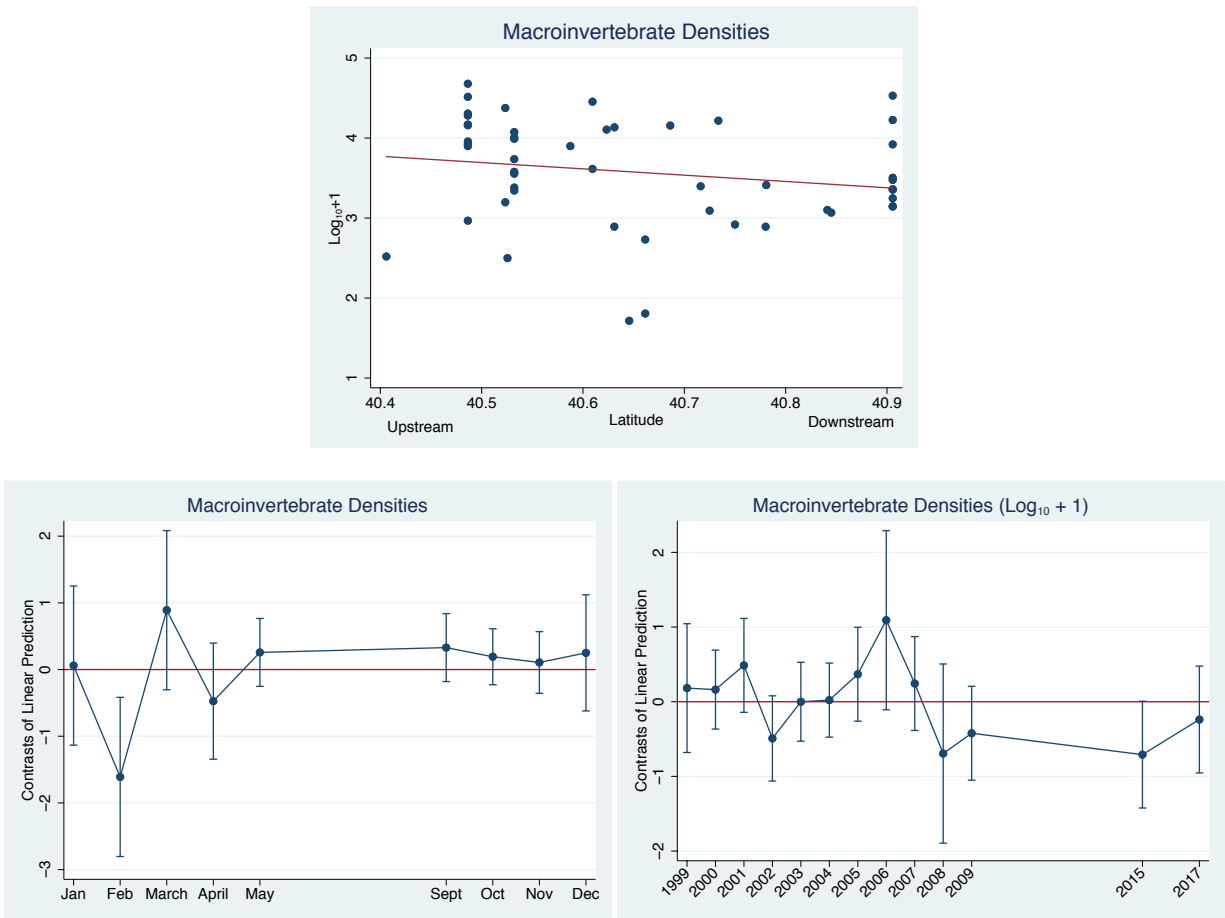 Macroinvertebrate Densities
Log₁₀+1
5
4
3
2
1
40.4 40.5 40.6 40.7 40.8 40.9
Upstream Latitude Downstream
Macroinvertebrate Densities
Contrasts of Linear Prediction
2
1
0
−1
−2
−3
Jan Feb March April May Sept Oct Nov Dec
Macroinvertebrate Densities (Log₁₀ + 1)
Contrasts of Linear Prediction
2
1
0
−1
−2
1999 2000 2001 2002 2003 2004 2005 2006 2007 2008 2009 2015 2017